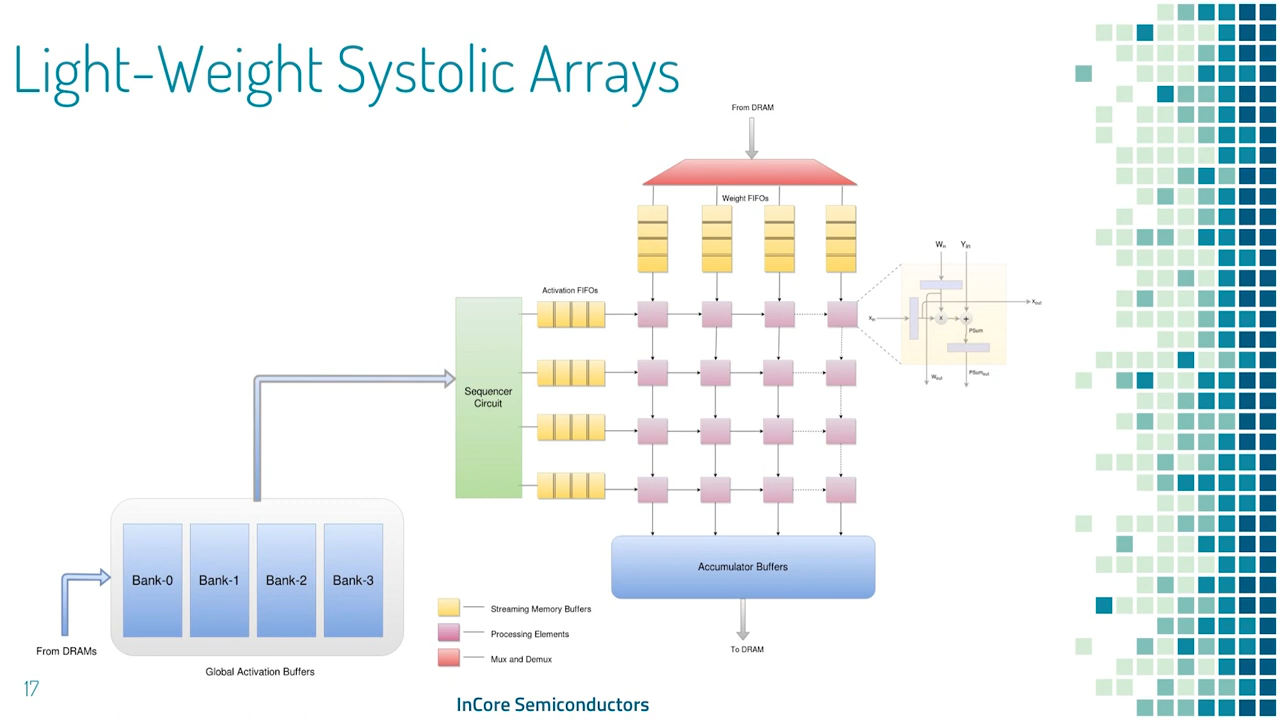 Light-Weight Systolic Arrays
From DRAM
Weight FIFOs
Activation FIFOs
Sequencer
Circuit
Win
Yin
Xin
Xout
X
+
PSum
Wout
PSumout
Bank-0
Bank-1
Bank-2
Bank-3
From DRAMs
Global Activation Buffers
Accumulator Buffers
To DRAM
Streaming Memory Buffers
Processing Elements
Mux and Demux
17
InCore Semiconductors